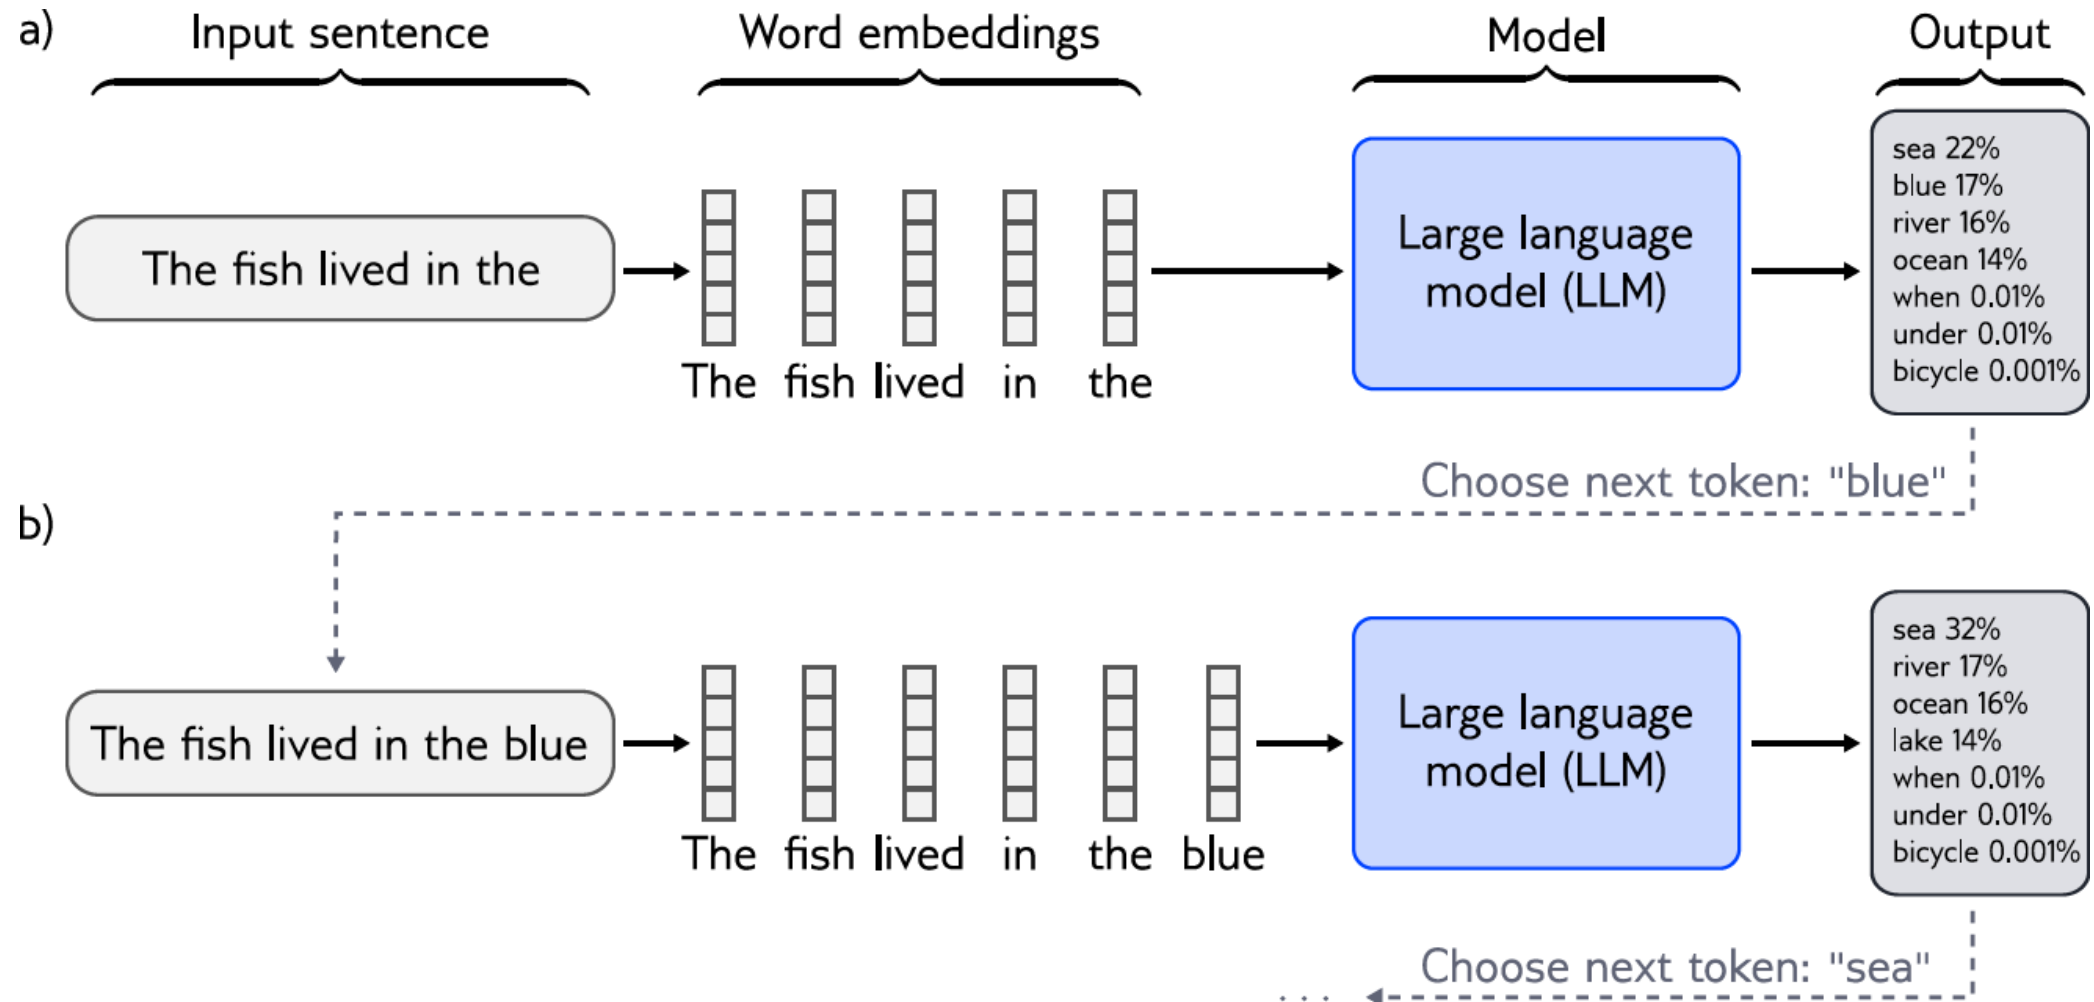 a)
Input sentence
Word embeddings
Model
Output
The fish lived in the
The fish lived in the
Large language
model (LLM)
sea 22%
blue 17%
river 16%
ocean 14%
when 0.01%
under 0.01%
bicycle 0.001%
Choose next token: "blue"
b)
The fish lived in the blue
The fish lived in the blue
Large language
model (LLM)
sea 32%
river 17%
ocean 16%
lake 14%
when 0.01%
under 0.01%
bicycle 0.001%
Choose next token: "sea"
. . .